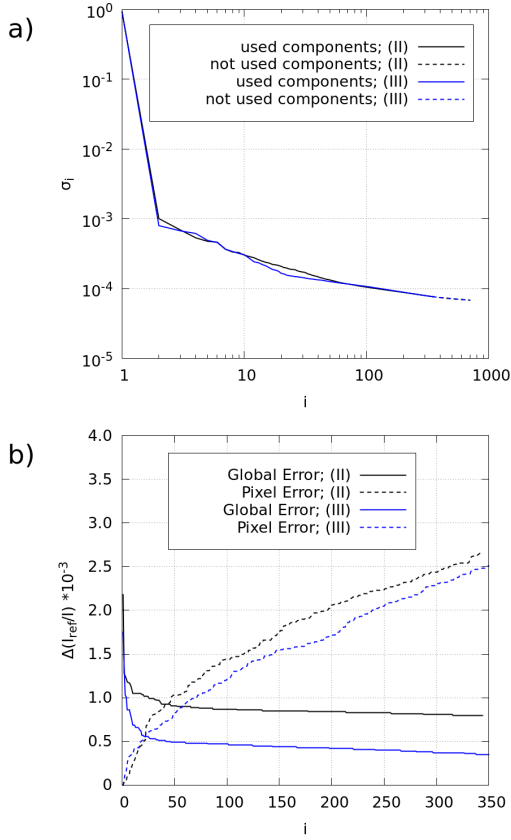 a)
10⁰
10⁻¹
10⁻²
10⁻³
10⁻⁴
10⁻⁵
σᵢ
used components; (II)
not used components; (II)
used components; (III)
not used components; (III)
1
10
100
1000
i
b)
4.0
3.5
3.0
2.5
2.0
1.5
1.0
0.5
0
Δ(I_ref/I) *10⁻³
Global Error; (II)
Pixel Error; (II)
Global Error; (III)
Pixel Error; (III)
0
50
100
150
200
250
300
350
i